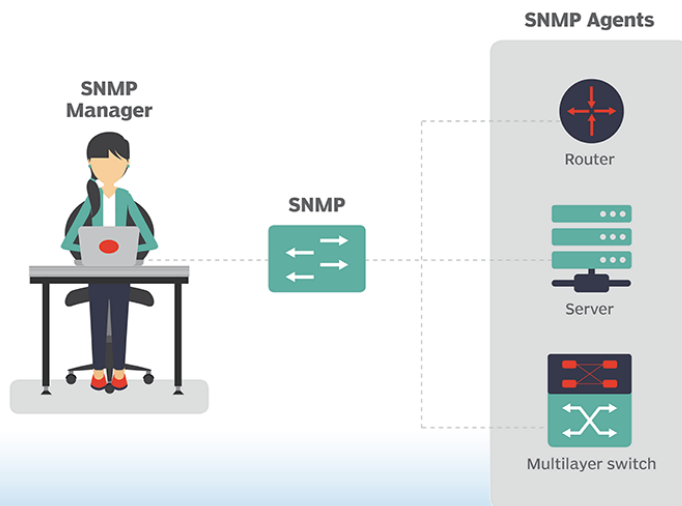 SNMP Agents
SNMP
Manager
Router
SNMP
Server
Multilayer switch